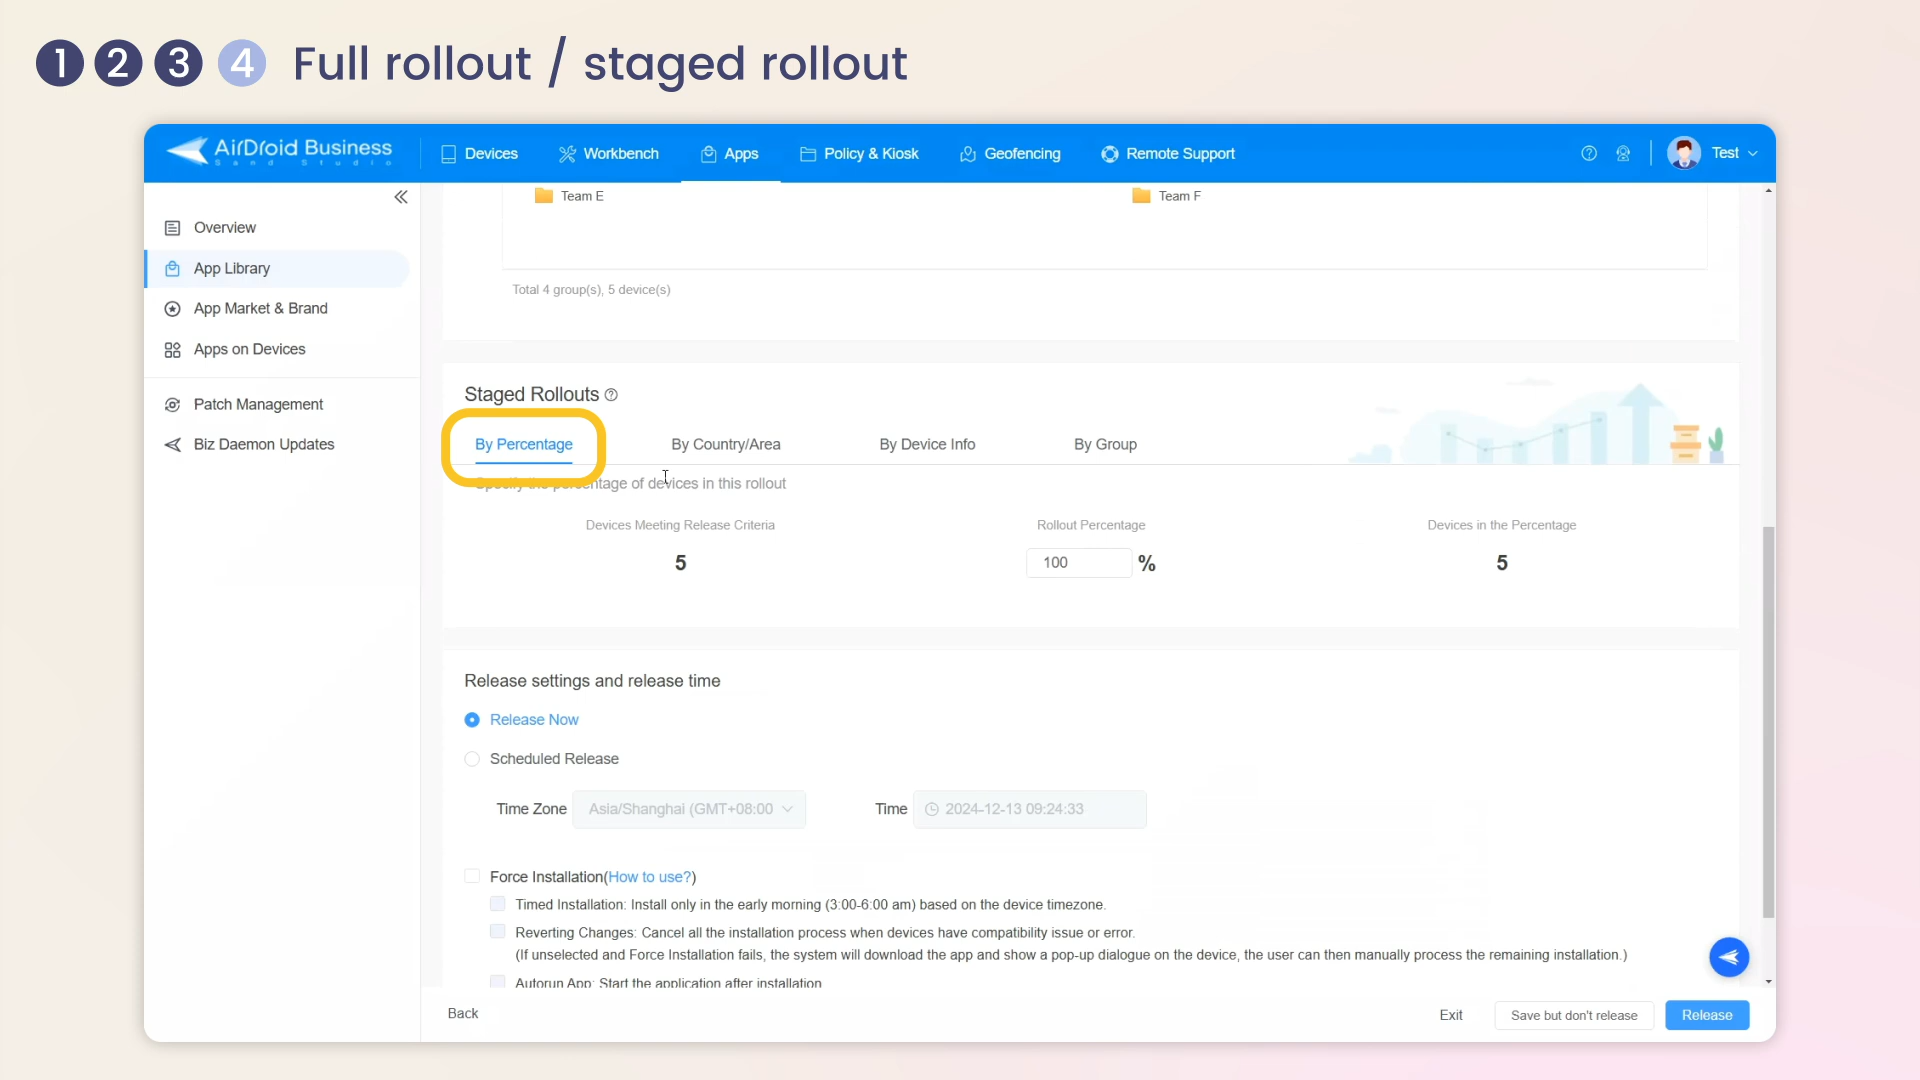 1 2 3 4 Full rollout / staged rollout
AirDroid Business
Sand Studio
Devices
Workbench
Apps
Policy & Kiosk
Geofencing
Remote Support
Test
Overview
App Library
App Market & Brand
Apps on Devices
Patch Management
Biz Daemon Updates
Team E
Team F
Total 4 group(s), 5 device(s)
Staged Rollouts
By Percentage
By Country/Area
By Device Info
By Group
Specify the percentage of devices in this rollout
Devices Meeting Release Criteria
Rollout Percentage
Devices in the Percentage
5
100 %
5
Release settings and release time
Release Now
Scheduled Release
Time Zone
Asia/Shanghai (GMT+08:00
Time
2024-12-13 09:24:33
Force Installation(How to use?)
Timed Installation: Install only in the early morning (3:00-6:00 am) based on the device timezone.
Reverting Changes: Cancel all the installation process when devices have compatibility issue or error.
(If unselected and Force Installation fails, the system will download the app and show a pop-up dialogue on the device, the user can then manually process the remaining installation.)
Autorun App: Start the application after installation
Back
Exit
Save but don't release
Release